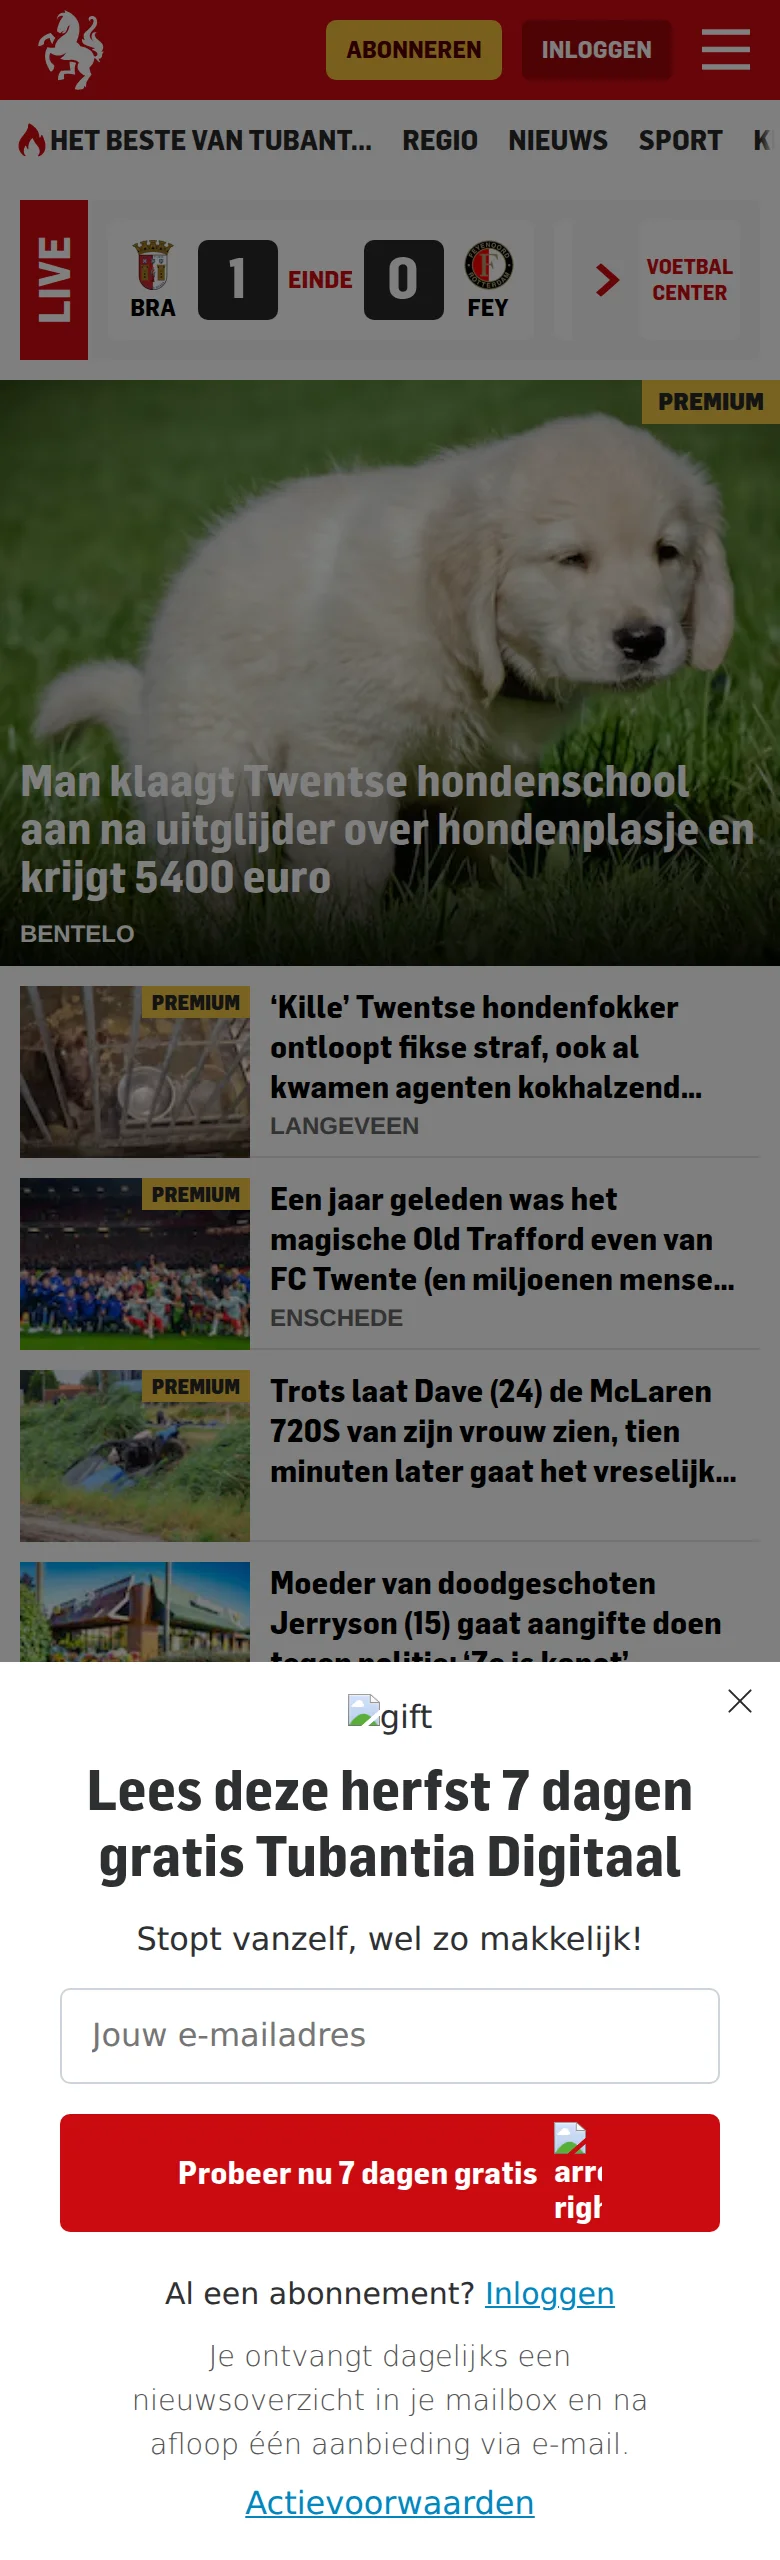 ABONNEREN
INLOGGEN
HET BESTE VAN TUBANT...
REGIO
NIEUWS
SPORT
LIVE
BRA
1
EINDE
0
FEY
VOETBAL
CENTER
PREMIUM
Man klaagt Twentse hondenschool
aan na uitglijder over hondenplasje en
krijgt 5400 euro
BENTELO
PREMIUM
‘Kille’ Twentse hondenfokker
ontloopt fikse straf, ook al
kwamen agenten kokhalzend...
LANGEVEEN
PREMIUM
Een jaar geleden was het
magische Old Trafford even van
FC Twente (en miljoenen mense...
ENSCHEDE
PREMIUM
Trots laat Dave (24) de McLaren
720S van zijn vrouw zien, tien
minuten later gaat het vreselijk...
Moeder van doodgeschoten
Jerryson (15) gaat aangifte doen
gift
Lees deze herfst 7 dagen
gratis Tubantia Digitaal
Stopt vanzelf, wel zo makkelijk!
Jouw e-mailadres
Probeer nu 7 dagen gratis
Al een abonnement? Inloggen
Je ontvangt dagelijks een
nieuwsoverzicht in je mailbox en na
afloop één aanbieding via e-mail.
Actievoorwaarden